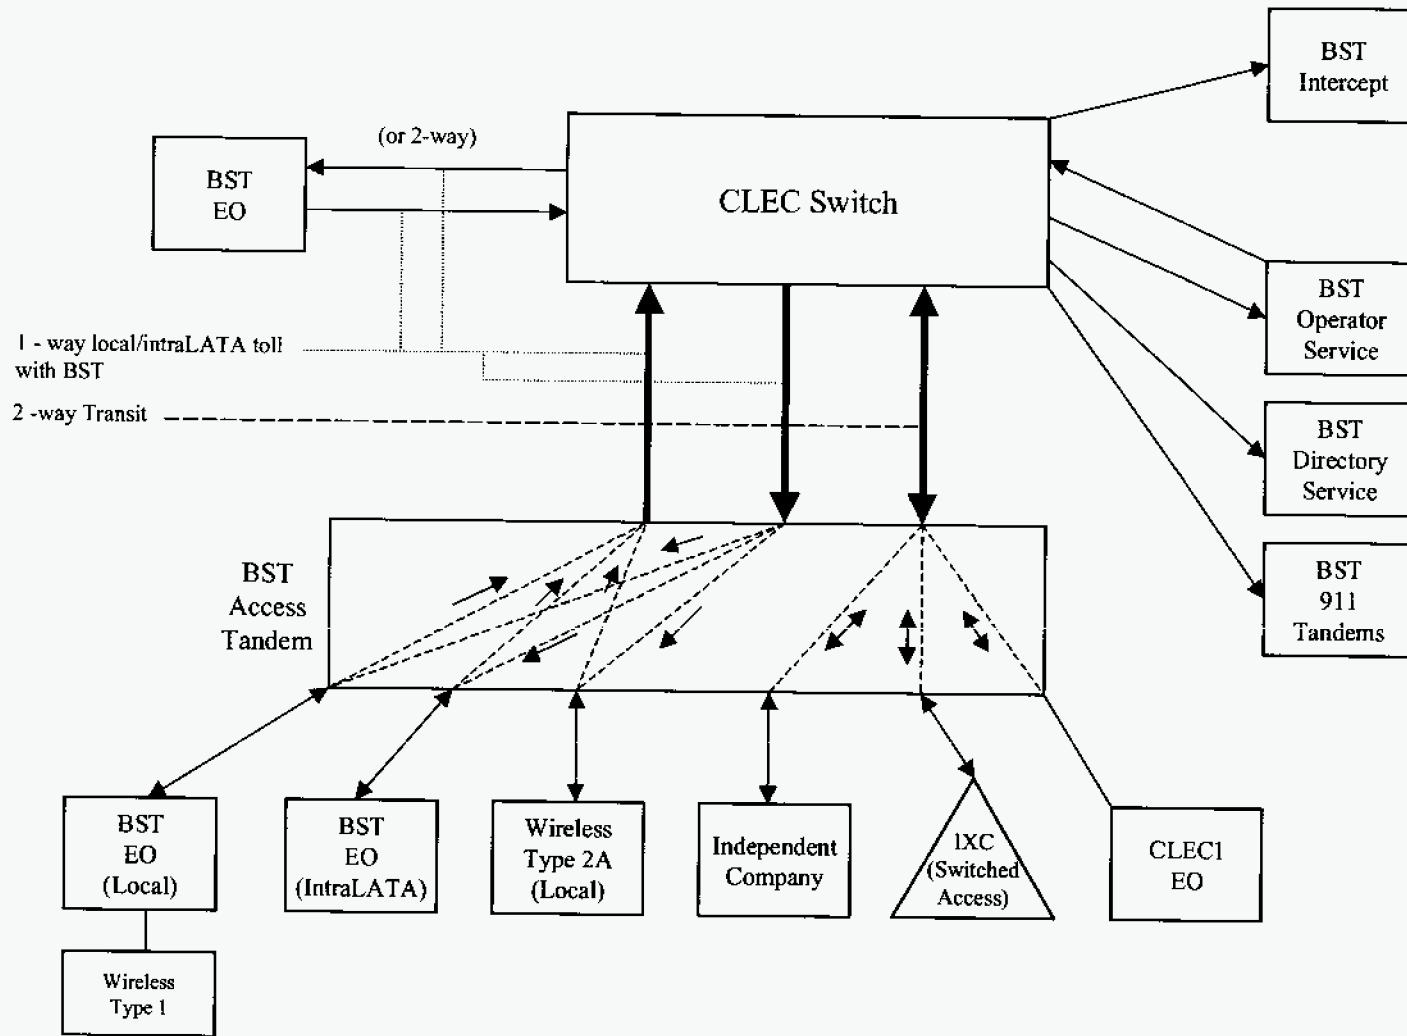 BST
Intercept
(or 2-way)
BST
EO
CLEC Switch
BST
Operator
Service
1 - way local/intraLATA toll
with BST
2 -way Transit
BST
Directory
Service
BST
Access
Tandem
BST
911
Tandems
BST
EO
(Local)
BST
EO
(IntraLATA)
Wireless
Type 2A
(Local)
Independent
Company
IXC
(Switched
Access)
CLEC1
EO
Wireless
Type 1